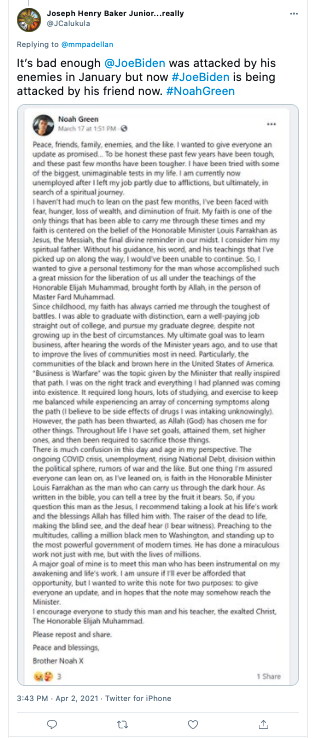 Joseph Henry Baker Junior...really
@JCalukula
Replying to @mmpadellan
It's bad enough @JoeBiden was attacked by his
enemies in January but now #JoeBiden is being
attacked by his friend now. #NoahGreen
Noah Green
March 17 at 1:51 PM ·
Peace, friends, family, enemies, and the like. I wanted to give everyone an
update as promised... To be honest these past few years have been tough,
and these past few months have been tougher. I have been tried with some
of the biggest, unimaginable tests in my life. I am currently now
unemployed after I left my job partly due to afflictions, but ultimately, in
search of a spiritual journey.
I haven't had much to lean on the past few months, I've been faced with
fear, hunger, loss of wealth, and diminution of fruit. My faith is one of the
only things that has been able to carry me through these times and my
faith is centered on the belief of the Honorable Minister Louis Farrakhan as
Jesus, the Messiah, the final divine reminder in our midst. I consider him my
spiritual father. Without his guidance, his word, and his teachings that I've
picked up on along the way, I would've been unable to continue. So, I
wanted to give a personal testimony for the man whose accomplished such
a great mission for the liberation of us all under the teachings of the
Honorable Elijah Muhammad, brought forth by Allah, in the person of
Master Fard Muhammad.
Since childhood, my faith has always carried me through the toughest of
battles. I was able to graduate with distinction, earn a well-paying job
straight out of college, and pursue my graduate degree, despite not
growing up in the best of circumstances. My ultimate goal was to learn
business, after hearing the words of the Minister years ago, and to use that
to improve the lives of communities most in need. Particularly, the
communities of the black and brown here in the United States of America.
"Business is Warfare" was the topic given by the Minister that really inspired
that path. I was on the right track and everything I had planned was coming
into existence. It required long hours, lots of studying, and exercise to keep
me balanced while experiencing an array of concerning symptoms along
the path (I believe to be side effects of drugs I was intaking unknowingly).
However, the path has been thwarted, as Allah (God) has chosen me for
other things. Throughout life I have set goals, attained them, set higher
ones, and then been required to sacrifice those things.
There is much confusion in this day and age in my perspective. The
ongoing COVID crisis, unemployment, rising National Debt, division within
the political sphere, rumors of war and the like. But one thing I'm assured
everyone can lean on, as I've leaned on, is faith in the Honorable Minister
Louis Farrakhan as the man who can carry us through the dark hour. As
written in the bible, you can tell a tree by the fruit it bears. So, if you
question this man as the Jesus, I recommend taking a look at his life's work
and the blessings Allah has filled him with. The raiser of the dead to life,
making the blind see, and the deaf hear (I bear witness). Preaching to the
multitudes, calling a million black men to Washington, and standing up to
the most powerful government of modern times. He has done a miraculous
work not just with me, but with the lives of millions.
A major goal of mine is to meet this man who has been instrumental on my
awakening and life's work. I am unsure if I'll ever be afforded that
opportunity, but I wanted to write this note for two purposes: to give
everyone an update, and in hopes that the note may somehow reach the
Minister.
I encourage everyone to study this man and his teacher, the exalted Christ,
The Honorable Elijah Muhammad.
Please repost and share.
Peace and blessings,
Brother Noah X
3
1 Share
3:43 PM · Apr 2, 2021 · Twitter for iPhone